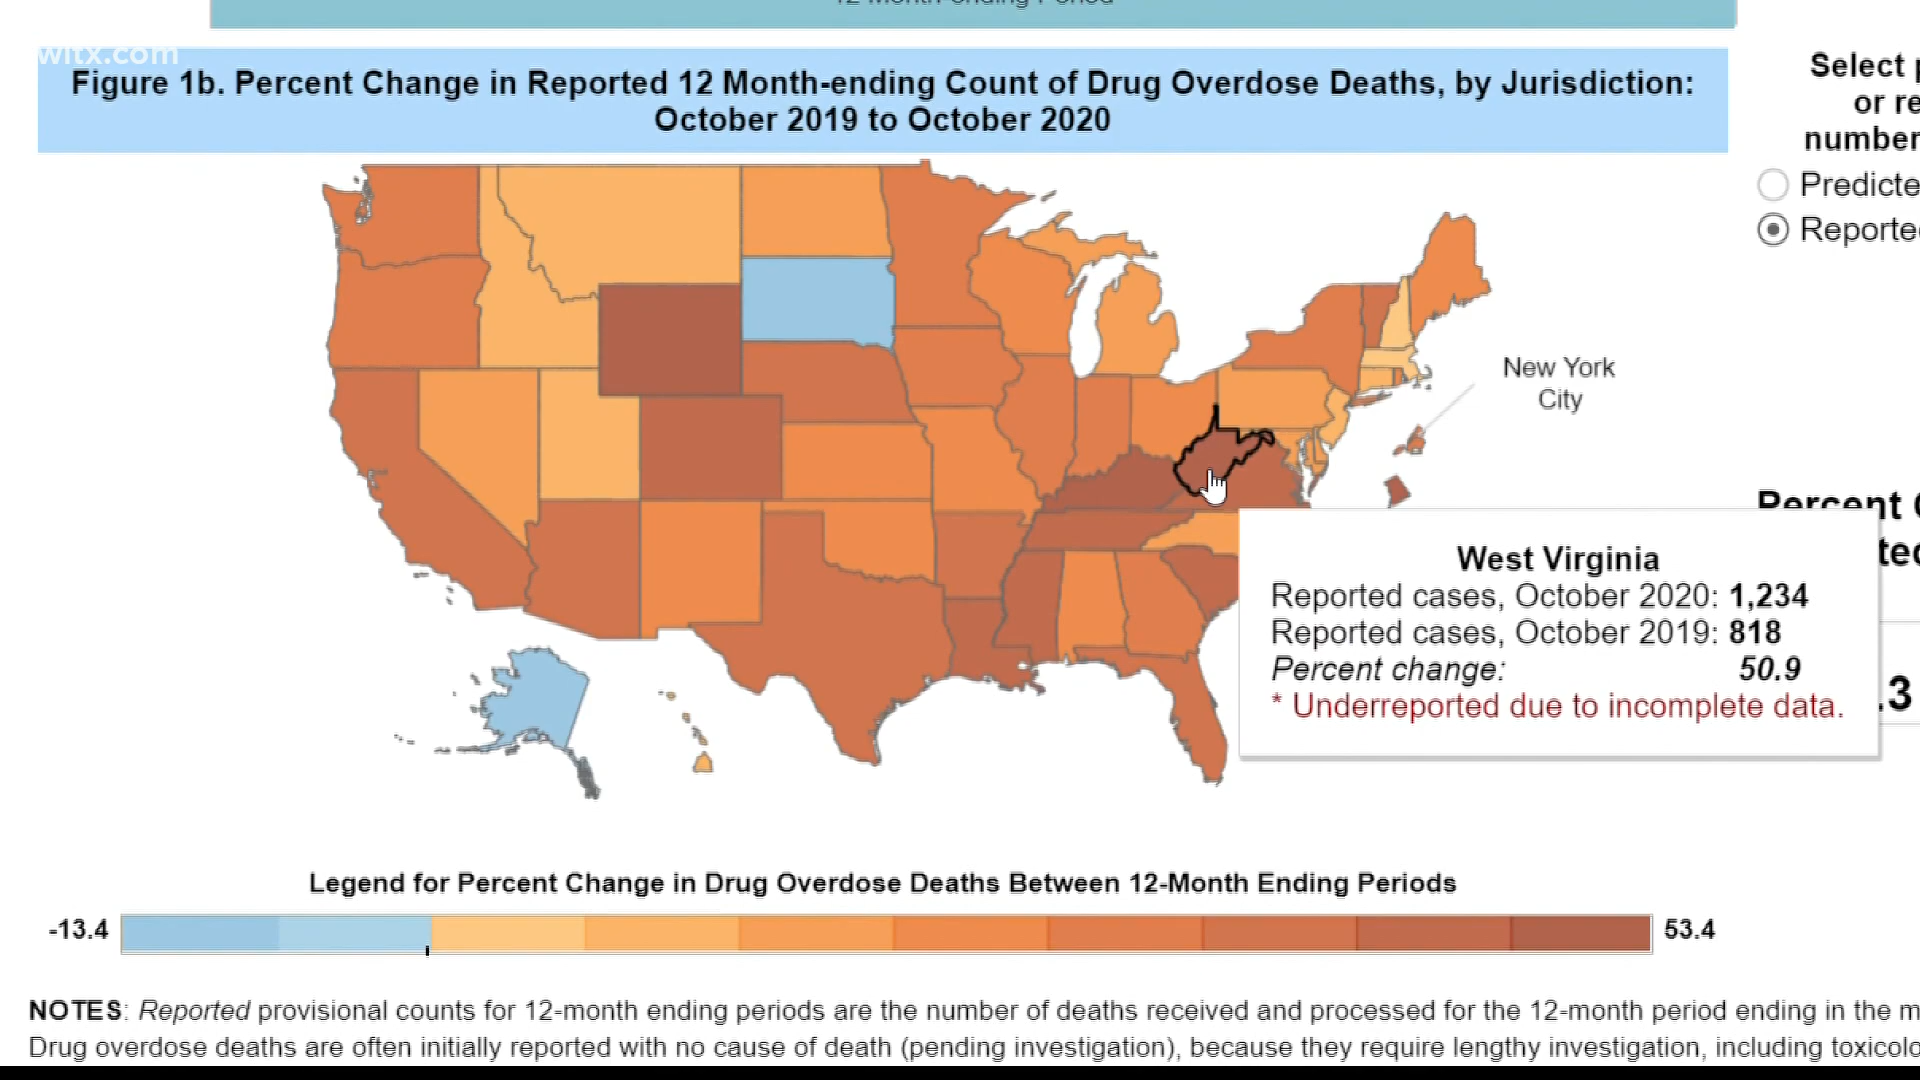 12 Month-ending Period
wltx.com
Figure 1b. Percent Change in Reported 12 Month-ending Count of Drug Overdose Deaths, by Jurisdiction:
October 2019 to October 2020
Select
or re
number
Predicte
Reported
New York
City
Percent
ted
.3
West Virginia
Reported cases, October 2020: 1,234
Reported cases, October 2019: 818
Percent change: 50.9
* Underreported due to incomplete data.
Legend for Percent Change in Drug Overdose Deaths Between 12-Month Ending Periods
-13.4
53.4
NOTES: Reported provisional counts for 12-month ending periods are the number of deaths received and processed for the 12-month period ending in the m
Drug overdose deaths are often initially reported with no cause of death (pending investigation), because they require lengthy investigation, including toxicolo